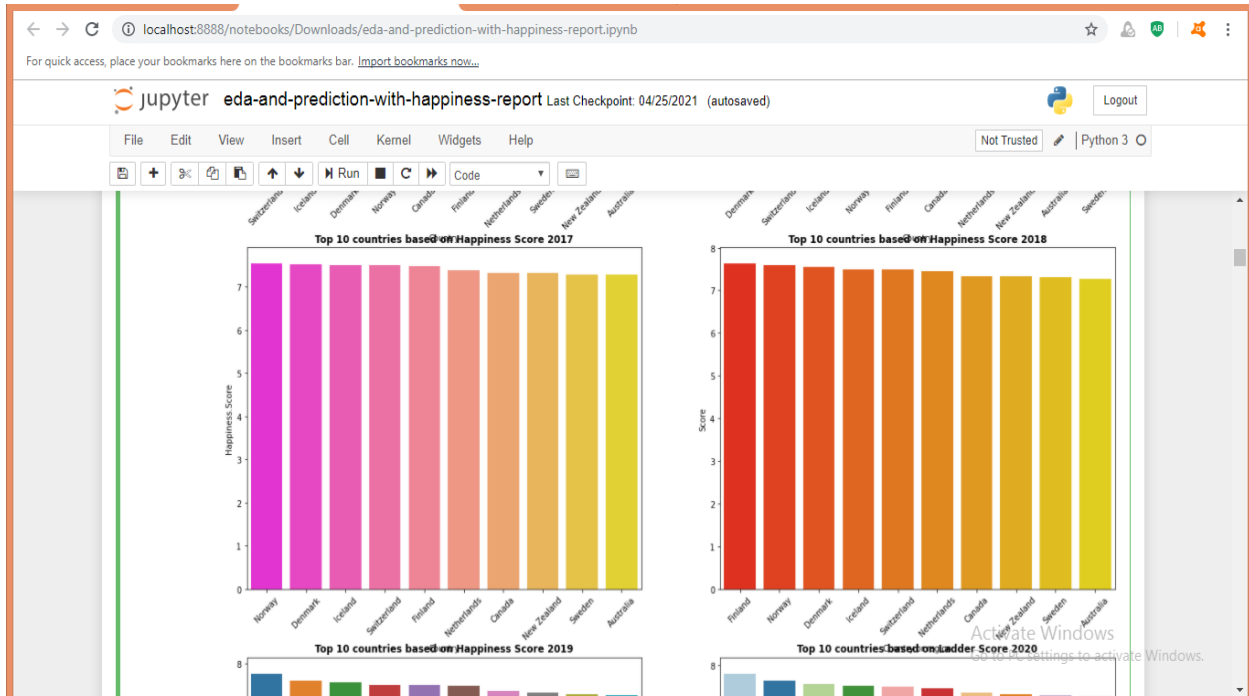 localhost:8888/notebooks/Downloads/eda-and-prediction-with-happiness-report.ipynb
AB
For quick access, place your bookmarks here on the bookmarks bar. Import bookmarks now...
jupyter eda-and-prediction-with-happiness-report Last Checkpoint: 04/25/2021 (autosaved)
Logout
File Edit View Insert Cell Kernel Widgets Help
Not Trusted Python 3
Run Code
Switzerland Iceland Denmark Norway Canada Finland Netherlands Sweden New Zealand Australia
Denmark Switzerland Iceland Norway Finland Canada Netherlands New Zealand Australia Sweden
Top 10 countries based on Happiness Score 2017
7
6
5
4
3
2
1
0
Happiness.Score
Norway Denmark Iceland Switzerland Finland Netherlands Canada New Zealand Sweden Australia
Top 10 countries based on Happiness Score 2018
8
7
6
5
4
3
2
1
0
Score
Finland Norway Denmark Iceland Switzerland Netherlands Canada New Zealand Sweden Australia
Top 10 countries based on Happiness Score 2019
8
Top 10 countries based on Ladder Score 2020
8
Activate Windows
Go to PC settings to activate Windows.